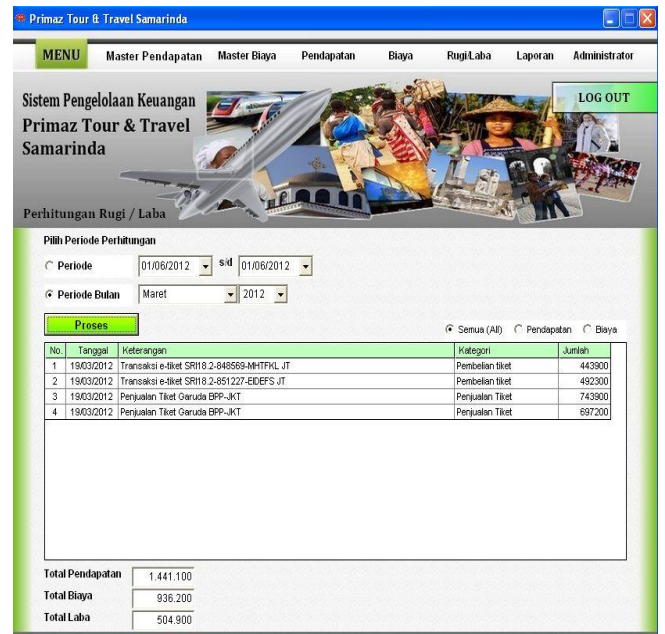 Primaz Tour & Travel Samarinda
MENU Master Pendapatan Master Biaya Pendapatan Biaya Rugi/Laba Laporan Administrator
LOG OUT
Sistem Pengelolaan Keuangan
Primaz Tour & Travel
Samarinda
Perhitungan Rugi / Laba
Pilih Periode Perhitungan
Periode 01/06/2012 s/d 01/06/2012
Periode Bulan Maret 2012
Proses Semua (All) Pendapatan Biaya
No. Tanggal Keterangan Kategori Jumlah
1 19/03/2012 Transaksi e-tiket SRI18.2-848569-MHTFKL JT Pembelian tiket 443900
2 19/03/2012 Transaksi e-tiket SRI18.2-851227-EIDEFS JT Pembelian tiket 492300
3 19/03/2012 Penjualan Tiket Garuda BPP-JKT Penjualan Tiket 743900
4 19/03/2012 Penjualan Tiket Garuda BPP-JKT Penjualan Tiket 697200
Total Pendapatan 1.441.100
Total Biaya 936.200
Total Laba 504.900